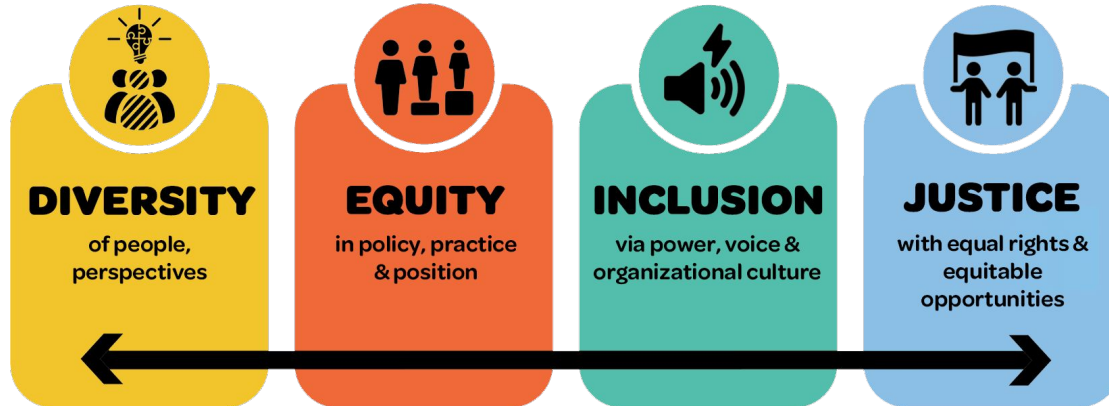 DIVERSITY
of people,
perspectives
EQUITY
in policy, practice
& position
INCLUSION
via power, voice &
organizational culture
JUSTICE
with equal rights &
equitable
opportunities